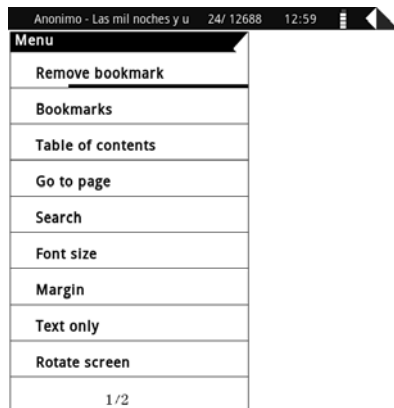 Anonimo - Las mil noches y u 24/ 12688 12:59
Menu
Remove bookmark
Bookmarks
Table of contents
Go to page
Search
Font size
Margin
Text only
Rotate screen
1/2